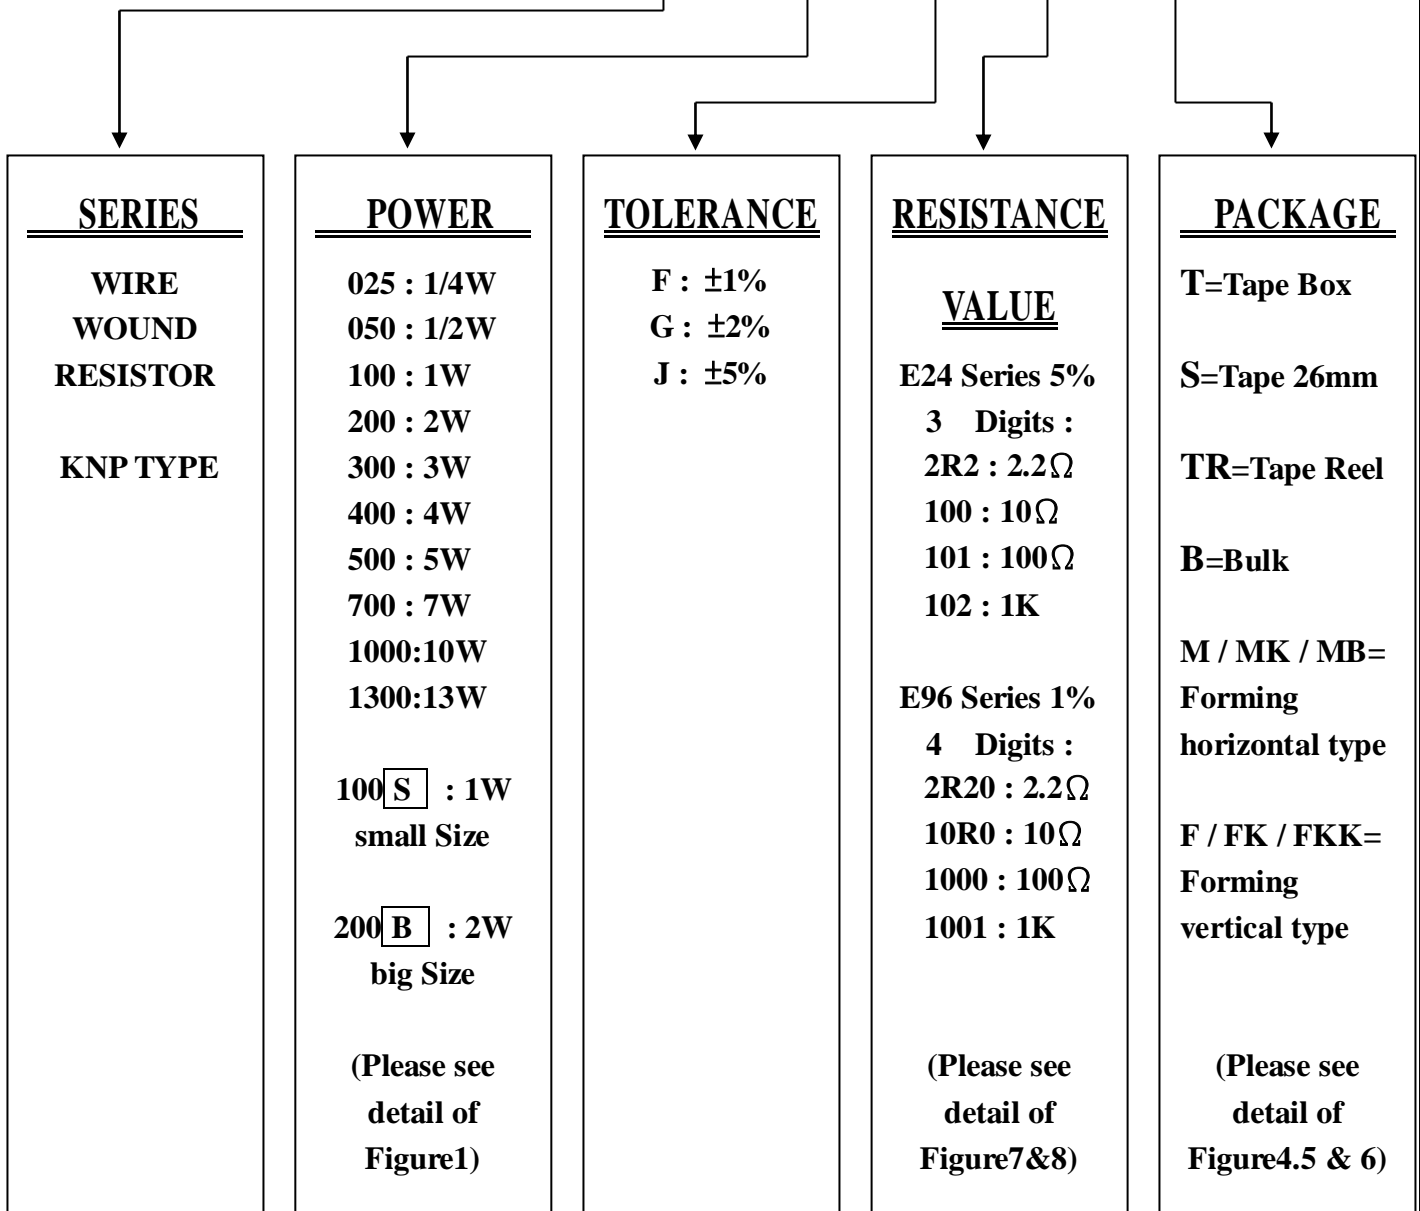 SERIES
WIRE
WOUND
RESISTOR
KNP TYPE
POWER
025 : 1/4W
050 : 1/2W
100 : 1W
200 : 2W
300 : 3W
400 : 4W
500 : 5W
700 : 7W
1000:10W
1300:13W
100 S : 1W
small Size
200 B : 2W
big Size
(Please see
detail of
Figure1)
TOLERANCE
F : ±1%
G : ±2%
J : ±5%
RESISTANCE
VALUE
E24 Series 5%
3 Digits :
2R2 : 2.2Ω
100 : 10Ω
101 : 100Ω
102 : 1K
E96 Series 1%
4 Digits :
2R20 : 2.2Ω
10R0 : 10Ω
1000 : 100Ω
1001 : 1K
(Please see
detail of
Figure7&8)
PACKAGE
T=Tape Box
S=Tape 26mm
TR=Tape Reel
B=Bulk
M / MK / MB=
Forming
horizontal type
F / FK / FKK=
Forming
vertical type
(Please see
detail of
Figure4.5 & 6)